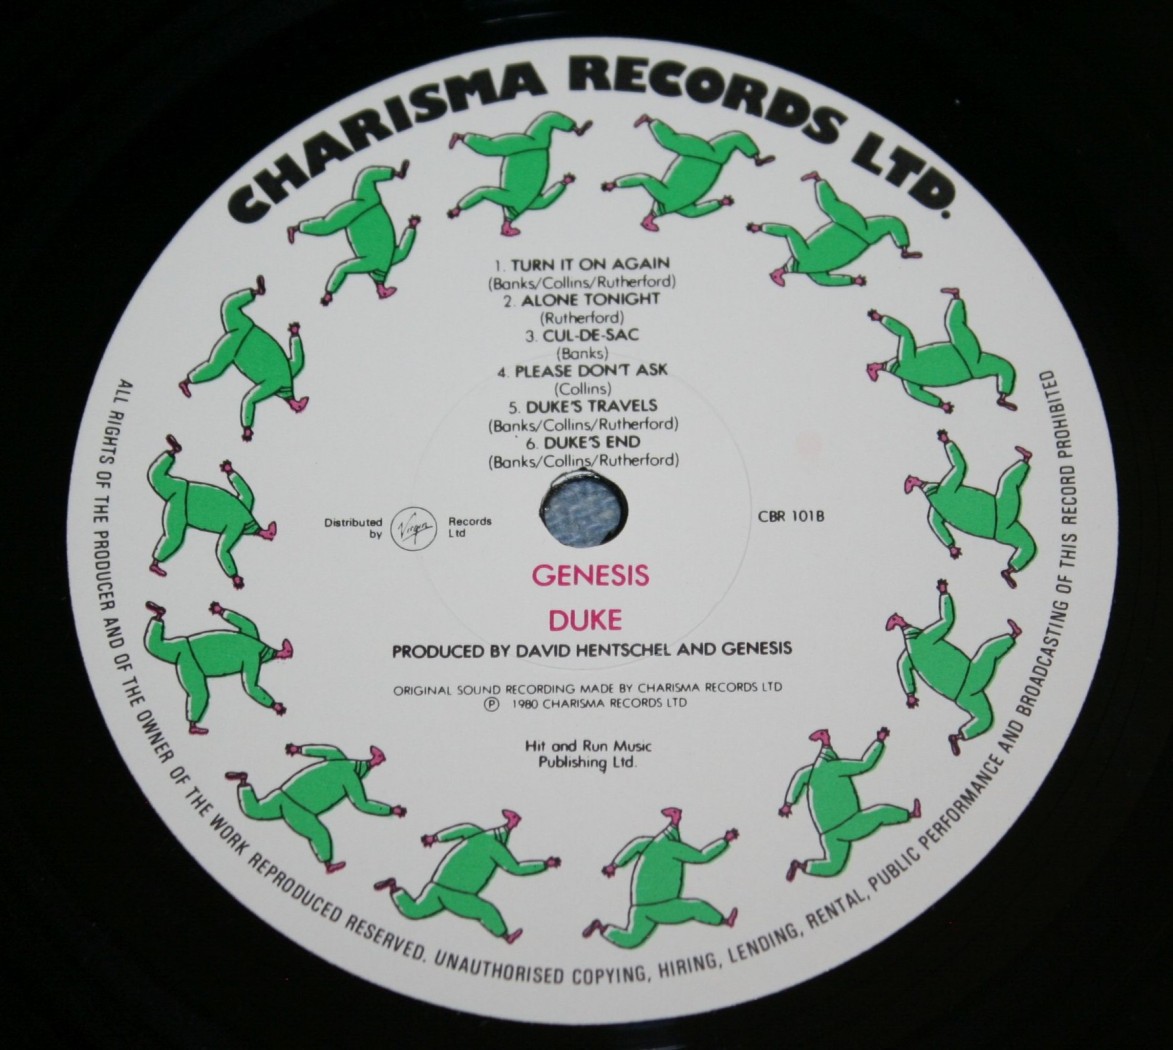 CHARISMA RECORDS LTD.
1. TURN IT ON AGAIN
(Banks/Collins/Rutherford)
2. ALONE TONIGHT
(Rutherford)
3. CUL-DE-SAC
(Banks)
4. PLEASE DON'T ASK
(Collins)
5. DUKE'S TRAVELS
(Banks/Collins/Rutherford)
6. DUKE'S END
(Banks/Collins/Rutherford)
Distributed
by
Virgin
Records
Ltd
CBR 101B
GENESIS
DUKE
PRODUCED BY DAVID HENTSCHEL AND GENESIS
ORIGINAL SOUND RECORDING MADE BY CHARISMA RECORDS LTD
℗ 1980 CHARISMA RECORDS LTD
Hit and Run Music
Publishing Ltd.
ALL RIGHTS OF THE PRODUCER AND OF THE OWNER OF THE WORK REPRODUCED RESERVED. UNAUTHORISED COPYING, HIRING, LENDING, RENTAL, PUBLIC PERFORMANCE AND BROADCASTING OF THIS RECORD PROHIBITED